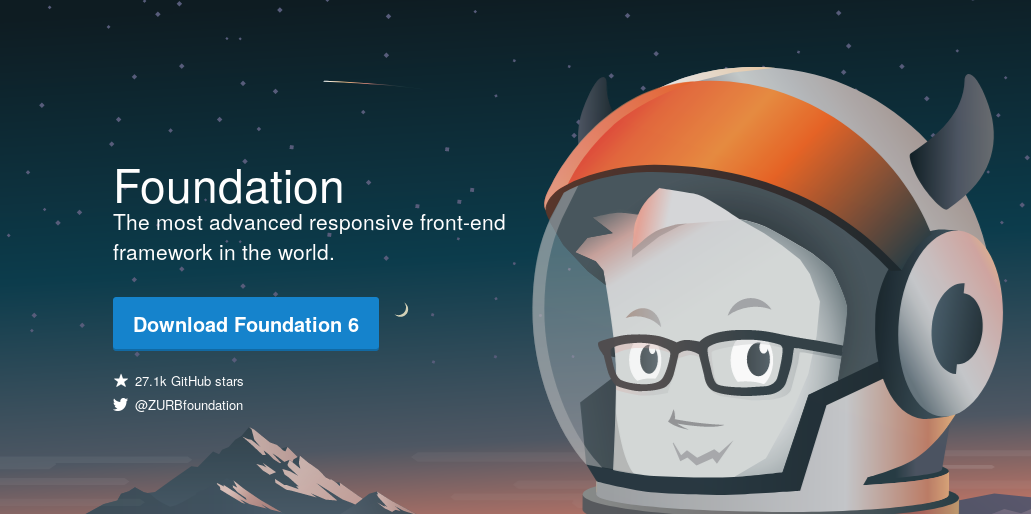 Foundation
The most advanced responsive front-end
framework in the world.
Download Foundation 6
27.1k GitHub stars
@ZURBfoundation